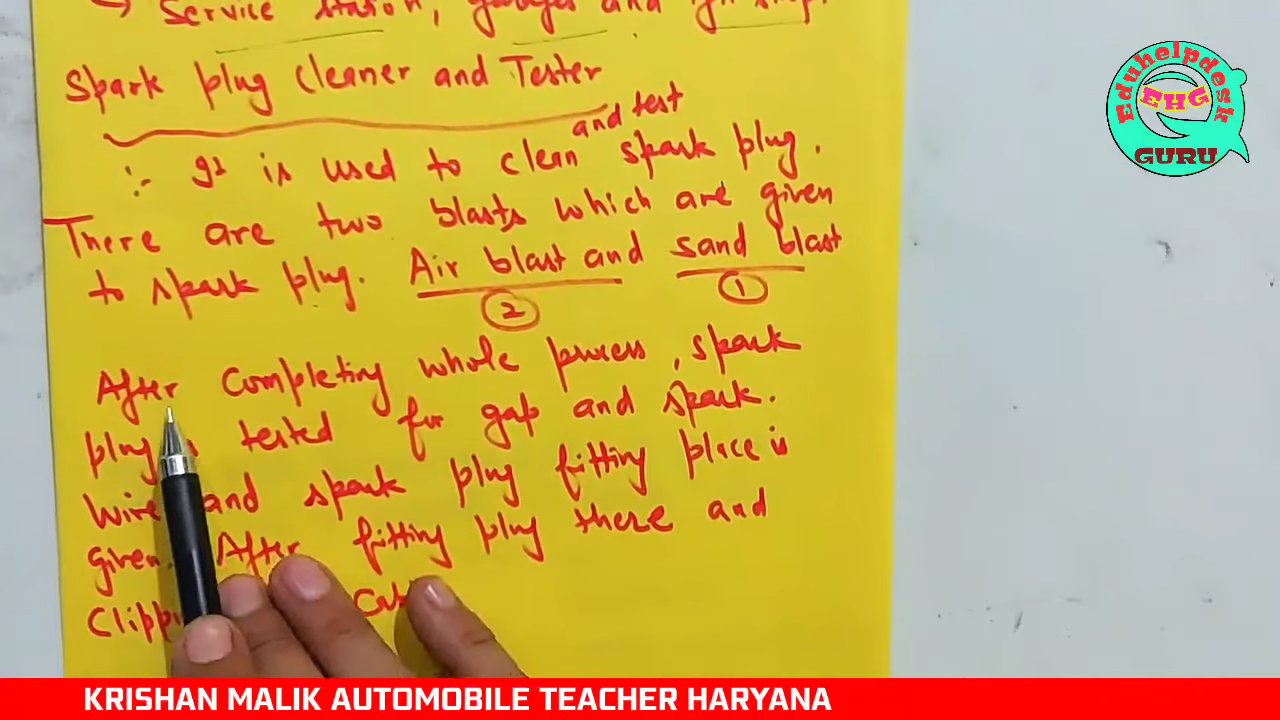 → Service station, gauges and
Spark plug Cleaner and Tester
and test
:- It is used to clean spark plug.
There are two blasts which are given
to spark plug. Air blast and sand blast
2 1
After Completing whole process, spark
plug tested for gap and spark.
Wire and spark plug fitting place is
given. After fitting plug there and
Eduhelpdesk
EHG
GURU
KRISHAN MALIK AUTOMOBILE TEACHER HARYANA